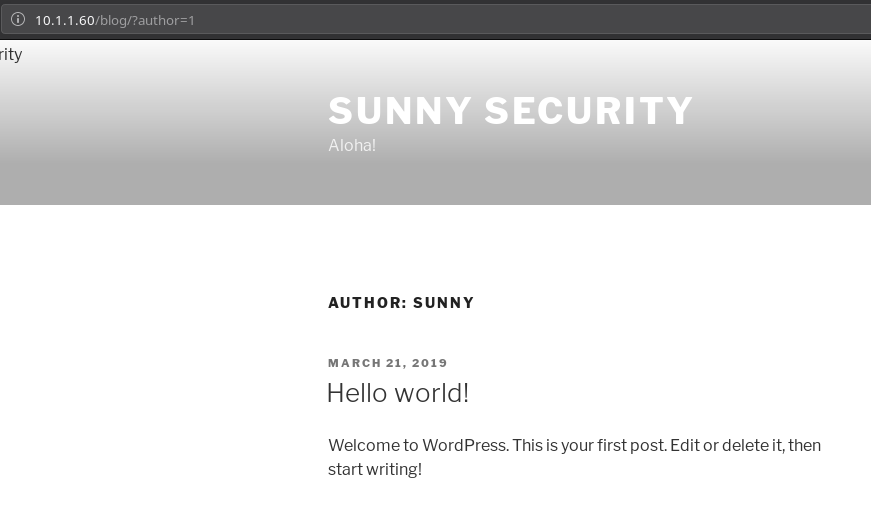 10.1.1.60/blog/?author=1
rity
SUNNY SECURITY
Aloha!
AUTHOR: SUNNY
MARCH 21, 2019
Hello world!
Welcome to WordPress. This is your first post. Edit or delete it, then
start writing!